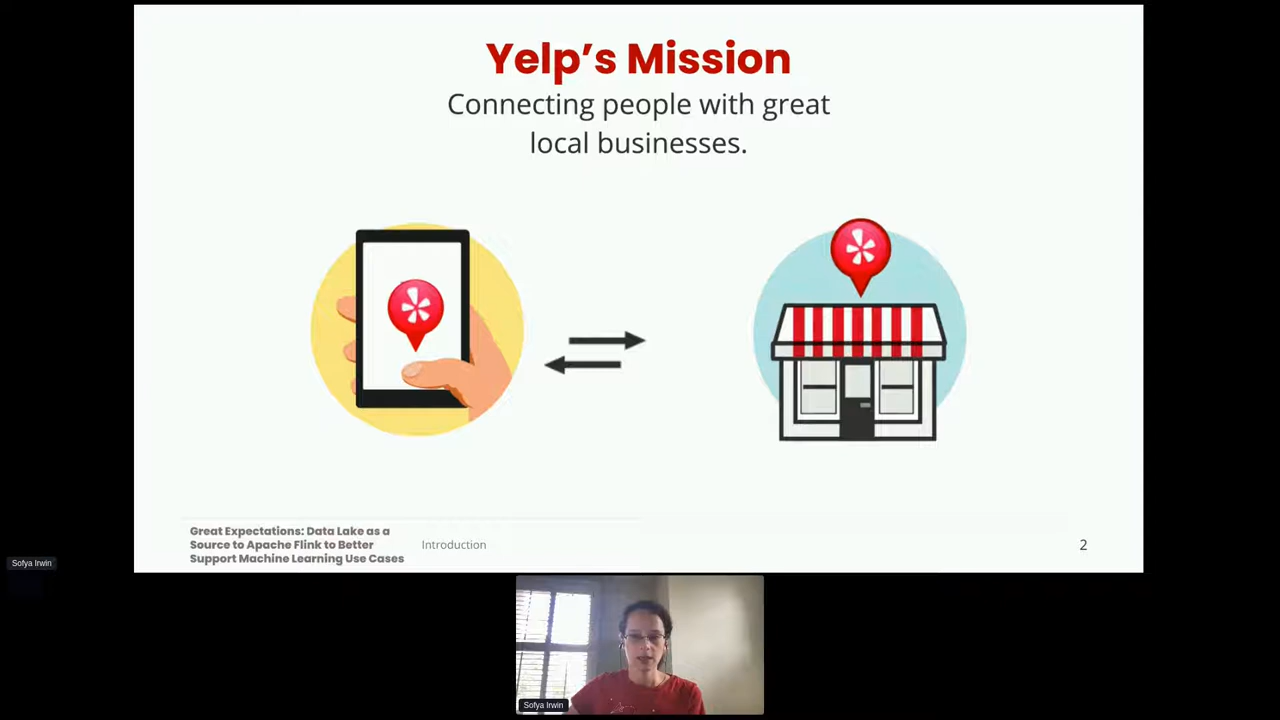 Yelp’s Mission
Connecting people with great
local businesses.
Great Expectations: Data Lake as a
Source to Apache Flink to Better
Support Machine Learning Use Cases
Introduction
2
Sofya Irwin
Sofya Irwin